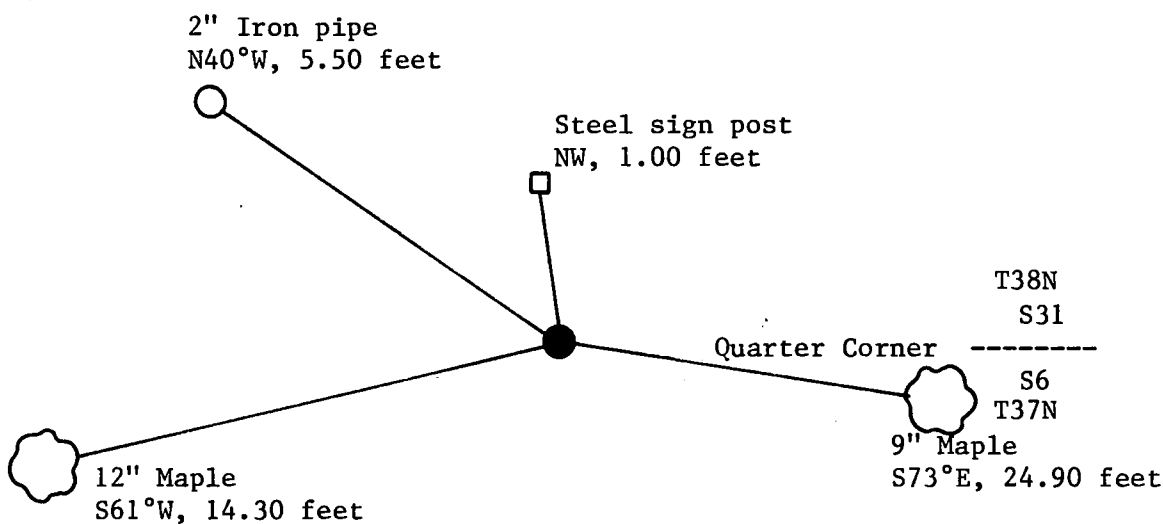 2" Iron pipe
N40°W, 5.50 feet
Steel sign post
NW, 1.00 feet
T38N
S31
Quarter Corner ---------
S6
T37N
9" Maple
S73°E, 24.90 feet
12" Maple
S61°W, 14.30 feet